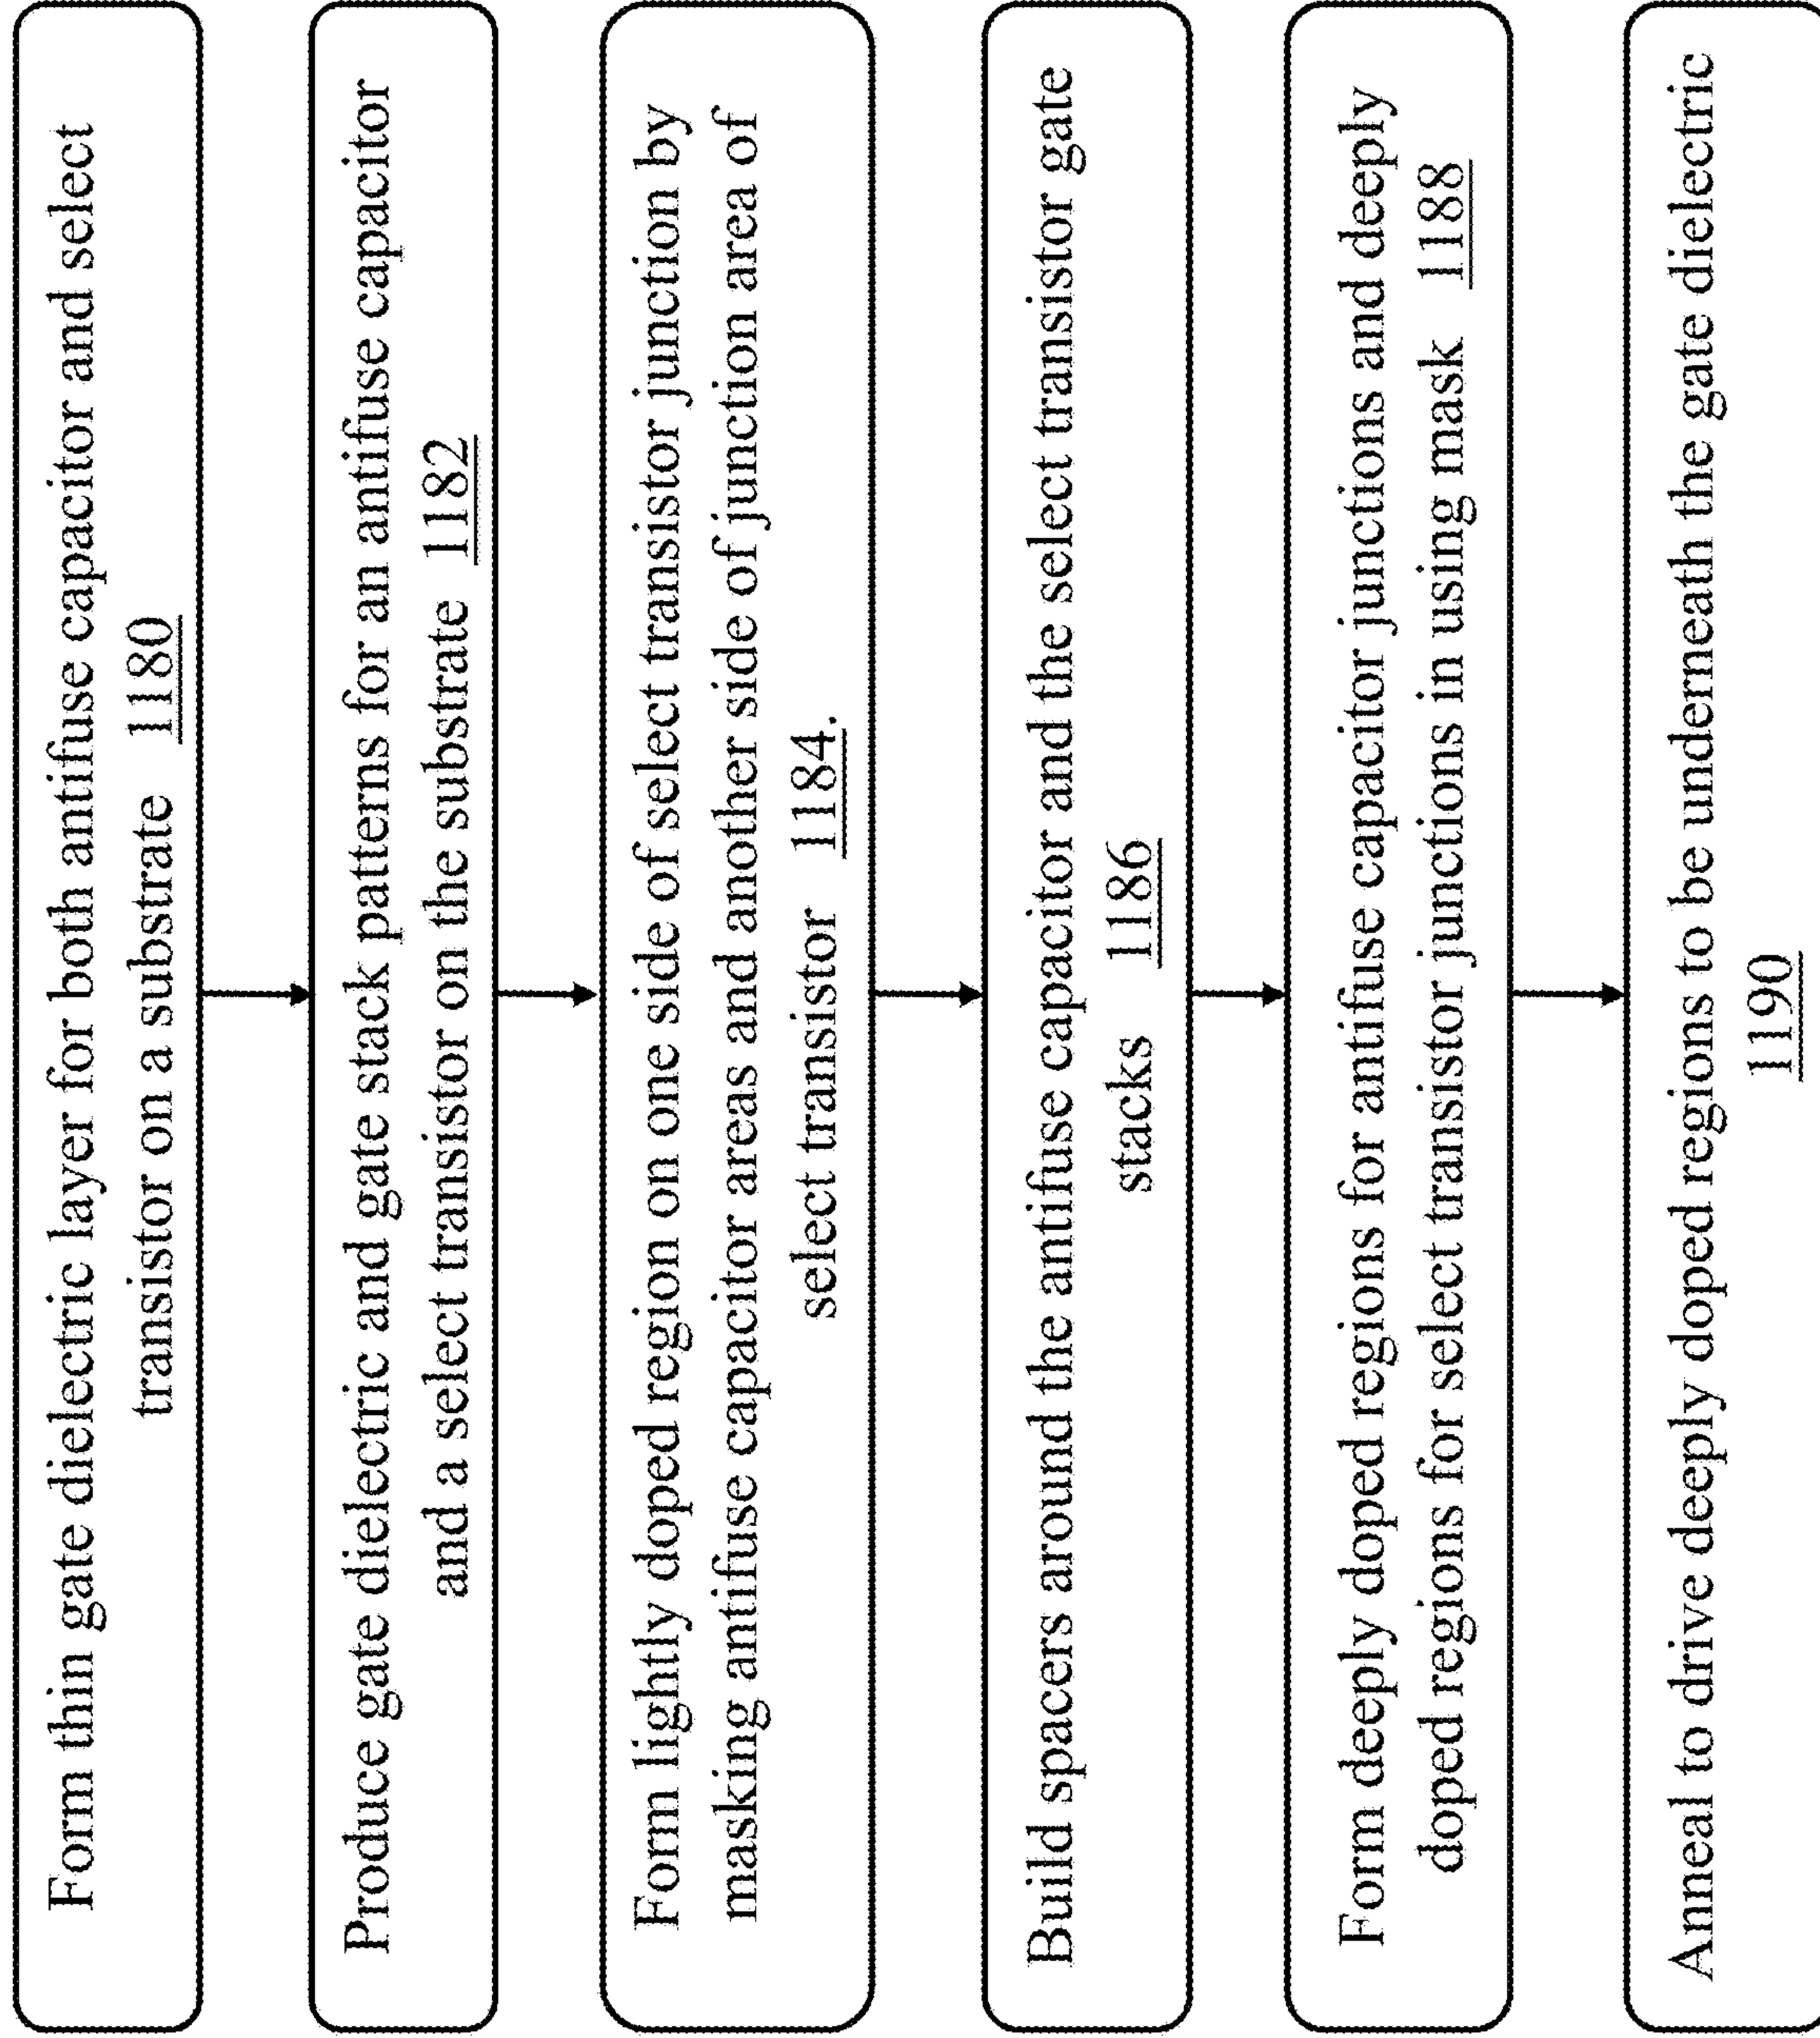 Form thin gate dielectric layer for both antifuse capacitor and select
transistor on a substrate 1180
Produce gate dielectric and gate stack patterns for an antifuse capacitor
and a select transistor on the substrate 1182
Form lightly doped region on one side of select transistor junction by
masking antifuse capacitor areas and another side of junction area of
select transistor 1184.
Build spacers around the antifuse capacitor and the select transistor gate
stacks 1186
Form deeply doped regions for antifuse capacitor junctions and deeply
doped regions for select transistor junctions in using mask 1188
Anneal to drive deeply doped regions to be underneath the gate dielectric
1190